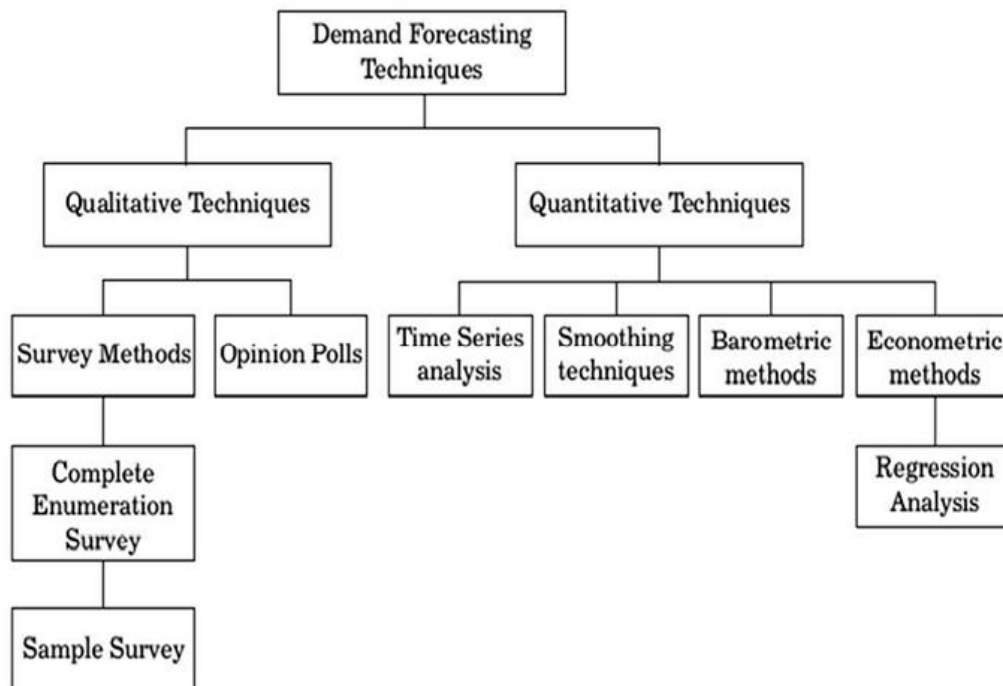 Demand Forecasting
Techniques
Qualitative Techniques
Quantitative Techniques
Survey Methods
Opinion Polls
Time Series
analysis
Smoothing
techniques
Barometric
methods
Econometric
methods
Complete
Enumeration
Survey
Regression
Analysis
Sample Survey